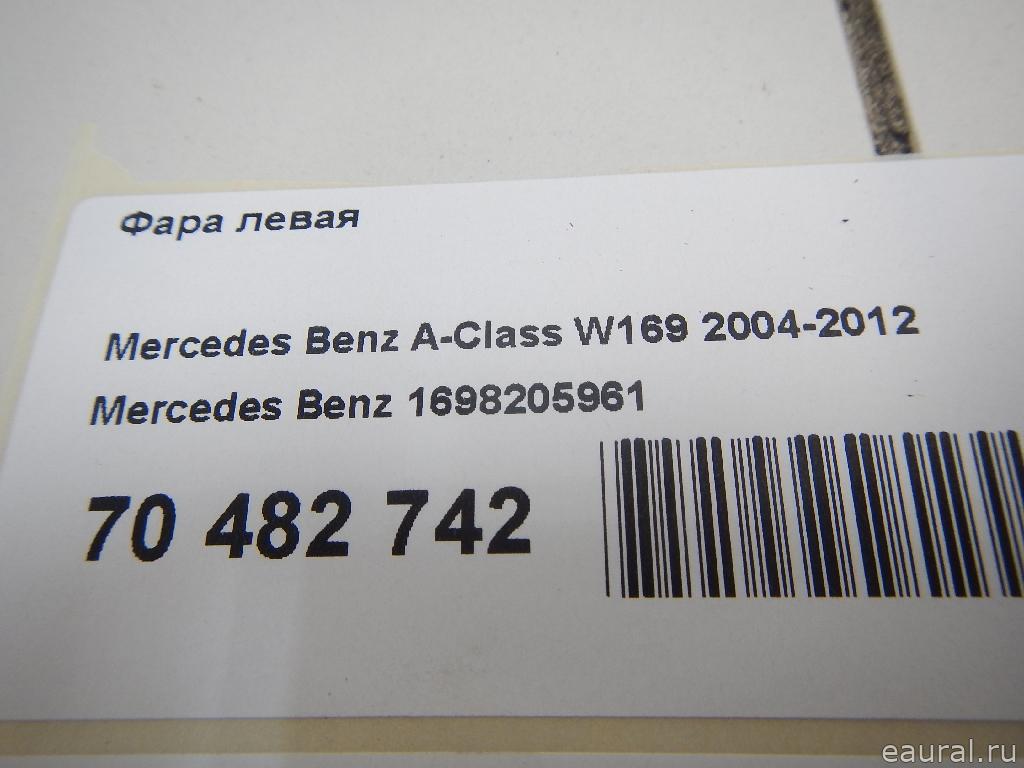 Фара левая
Mercedes Benz A-Class W169 2004-2012
Mercedes Benz 1698205961
70 482 742
eaural.ru